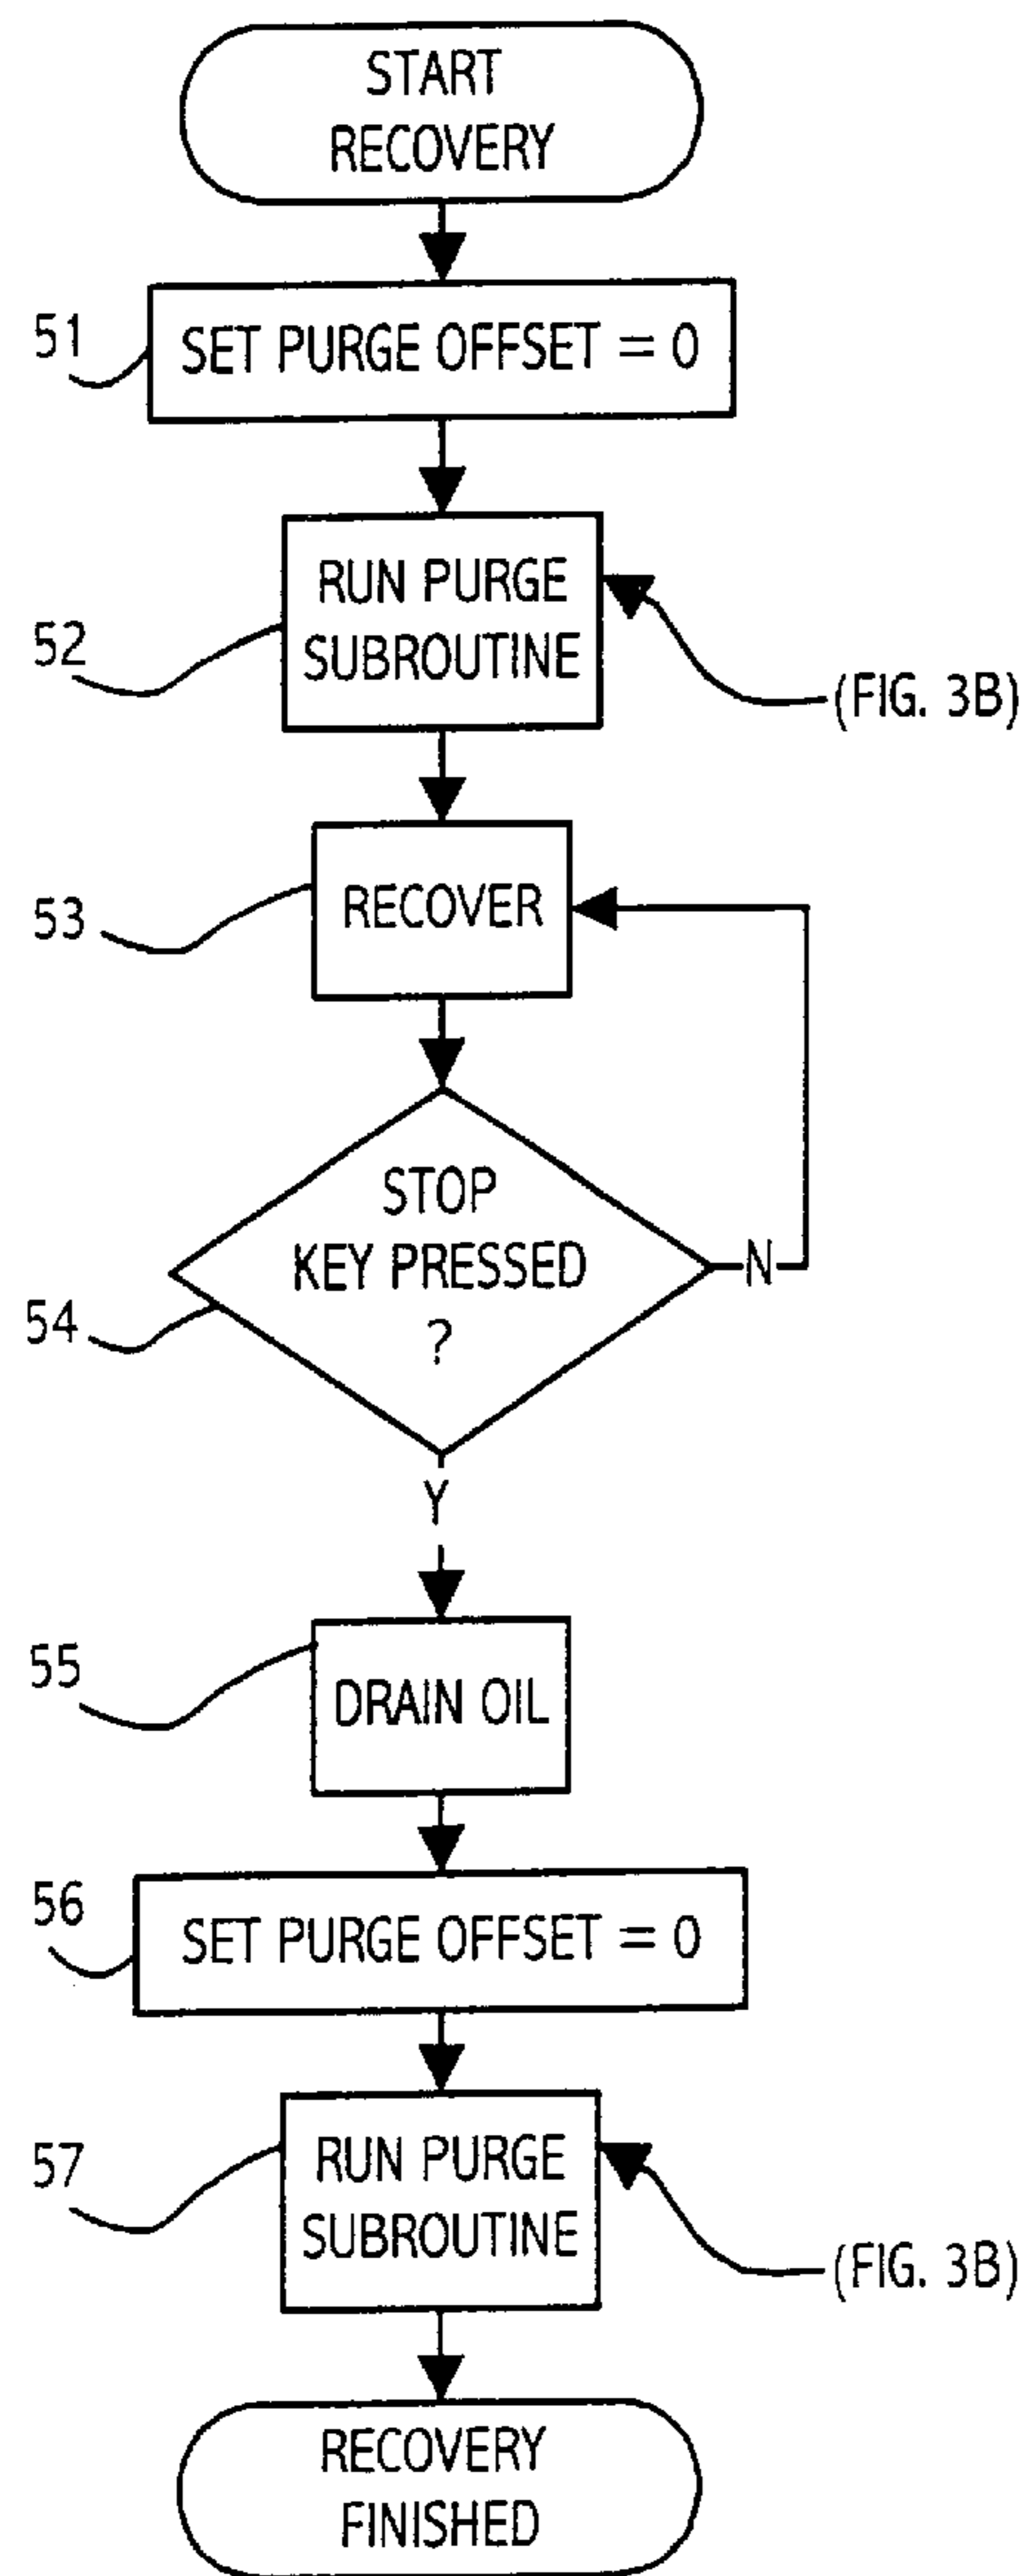 START
RECOVERY
51
SET PURGE OFFSET = 0
RUN PURGE
SUBROUTINE
52
(FIG. 3B)
RECOVER
53
STOP
KEY PRESSED
?
N
54
Y
55
DRAIN OIL
56
SET PURGE OFFSET = 0
57
RUN PURGE
SUBROUTINE
(FIG. 3B)
RECOVERY
FINISHED